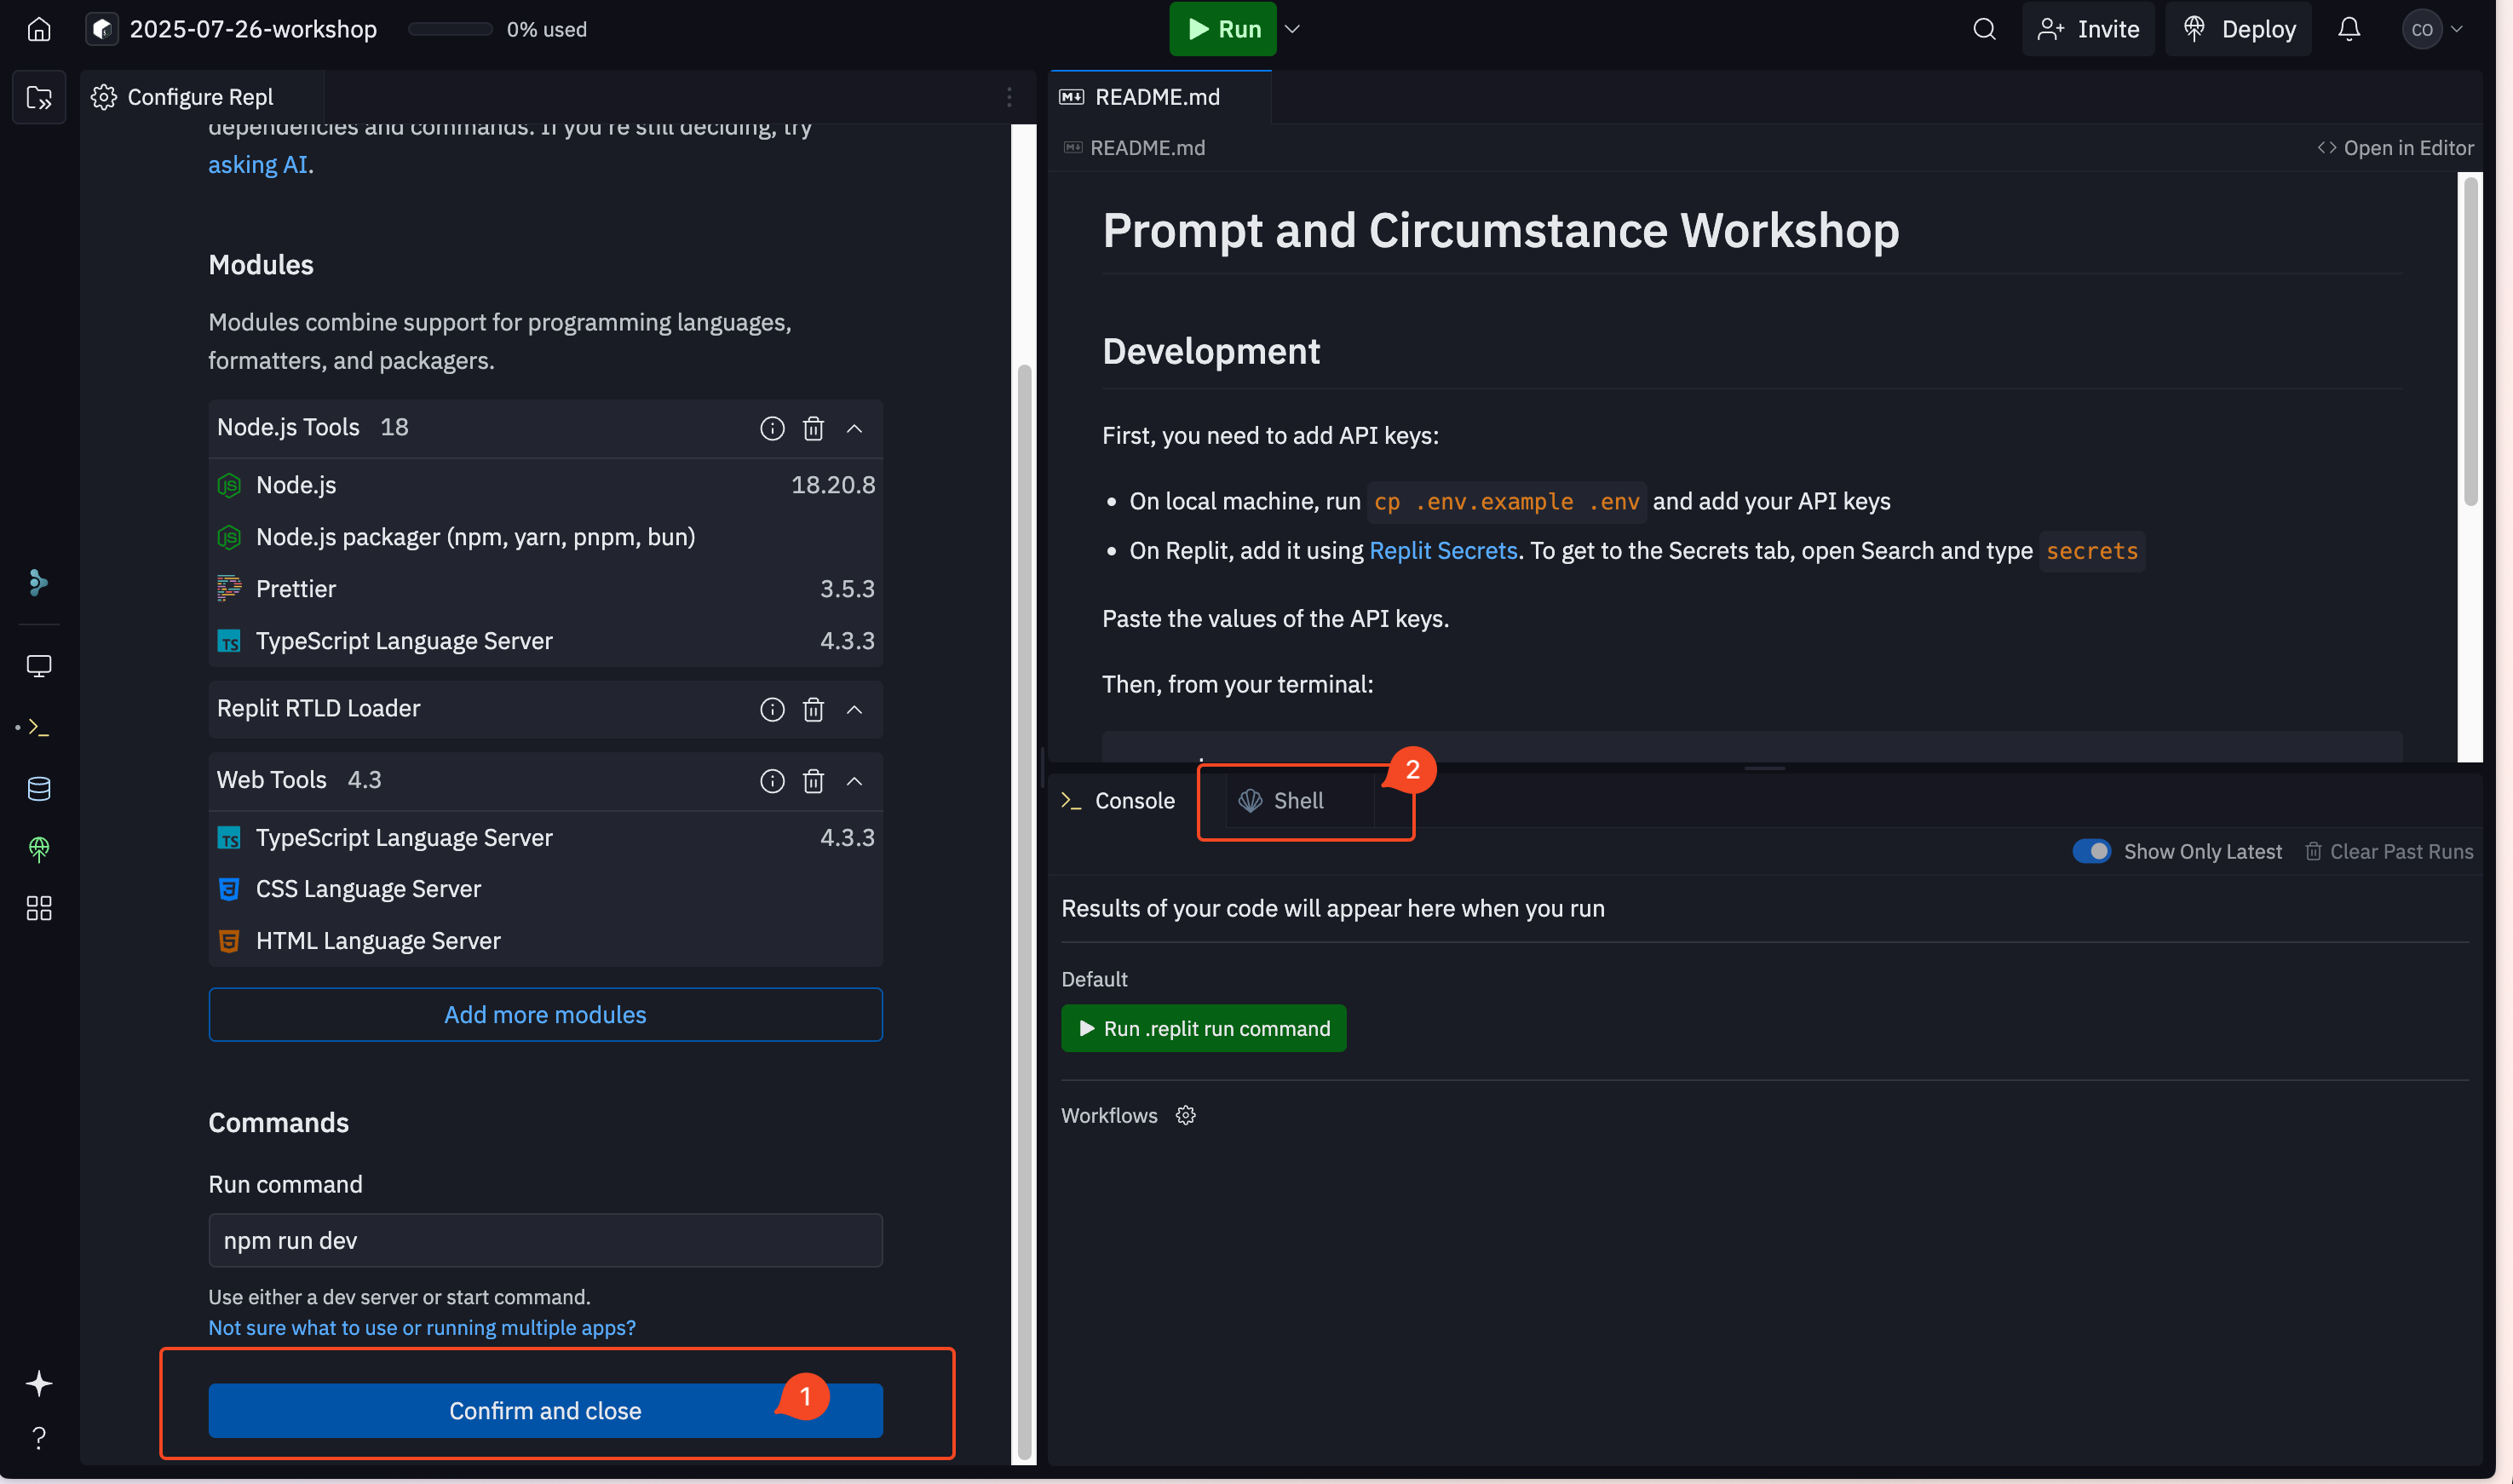 2025-07-26-workshop
0% used
Run
Invite
Deploy
CO
Configure Repl
dependencies and commands. If you're still deciding, try
asking AI.
Modules
Modules combine support for programming languages,
formatters, and packagers.
Node.js Tools 18
Node.js 18.20.8
Node.js packager (npm, yarn, pnpm, bun)
Prettier 3.5.3
TypeScript Language Server 4.3.3
Replit RTLD Loader
Web Tools 4.3
TypeScript Language Server 4.3.3
CSS Language Server
HTML Language Server
Add more modules
Commands
Run command
npm run dev
Use either a dev server or start command.
Not sure what to use or running multiple apps?
Confirm and close
1
README.md
README.md
Open in Editor
Prompt and Circumstance Workshop
Development
First, you need to add API keys:
• On local machine, run cp .env.example .env and add your API keys
• On Replit, add it using Replit Secrets. To get to the Secrets tab, open Search and type secrets
Paste the values of the API keys.
Then, from your terminal:
Console
Shell
2
Show Only Latest
Clear Past Runs
Results of your code will appear here when you run
Default
Run .replit run command
Workflows